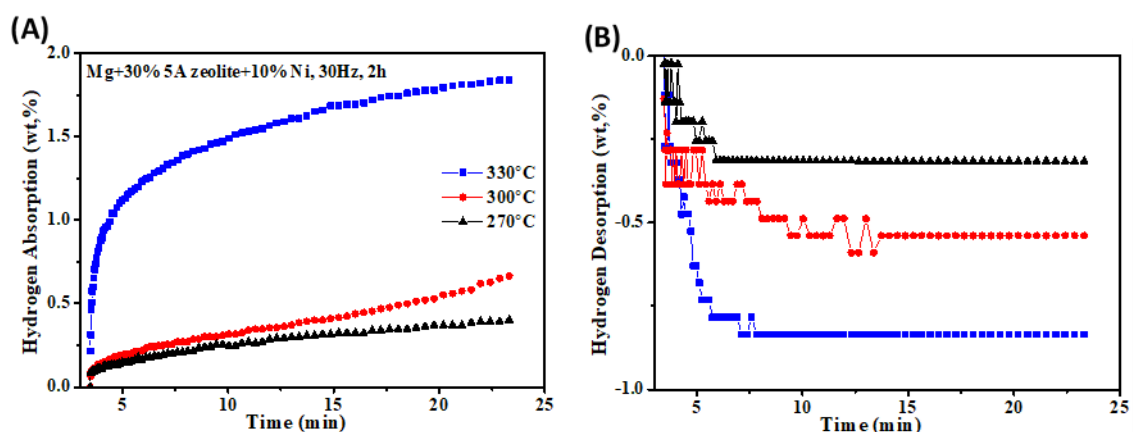 (A)
Mg+30% 5A zeolite+10% Ni, 30Hz, 2h
Hydrogen Absorption (wt,%)
2.0
1.5
1.0
0.5
0.0
330°C
300°C
270°C
5 10 15 20 25
Time (min)
(B)
Hydrogen Desorption (wt,%)
0.0
-0.5
-1.0
5 10 15 20 25
Time (min)